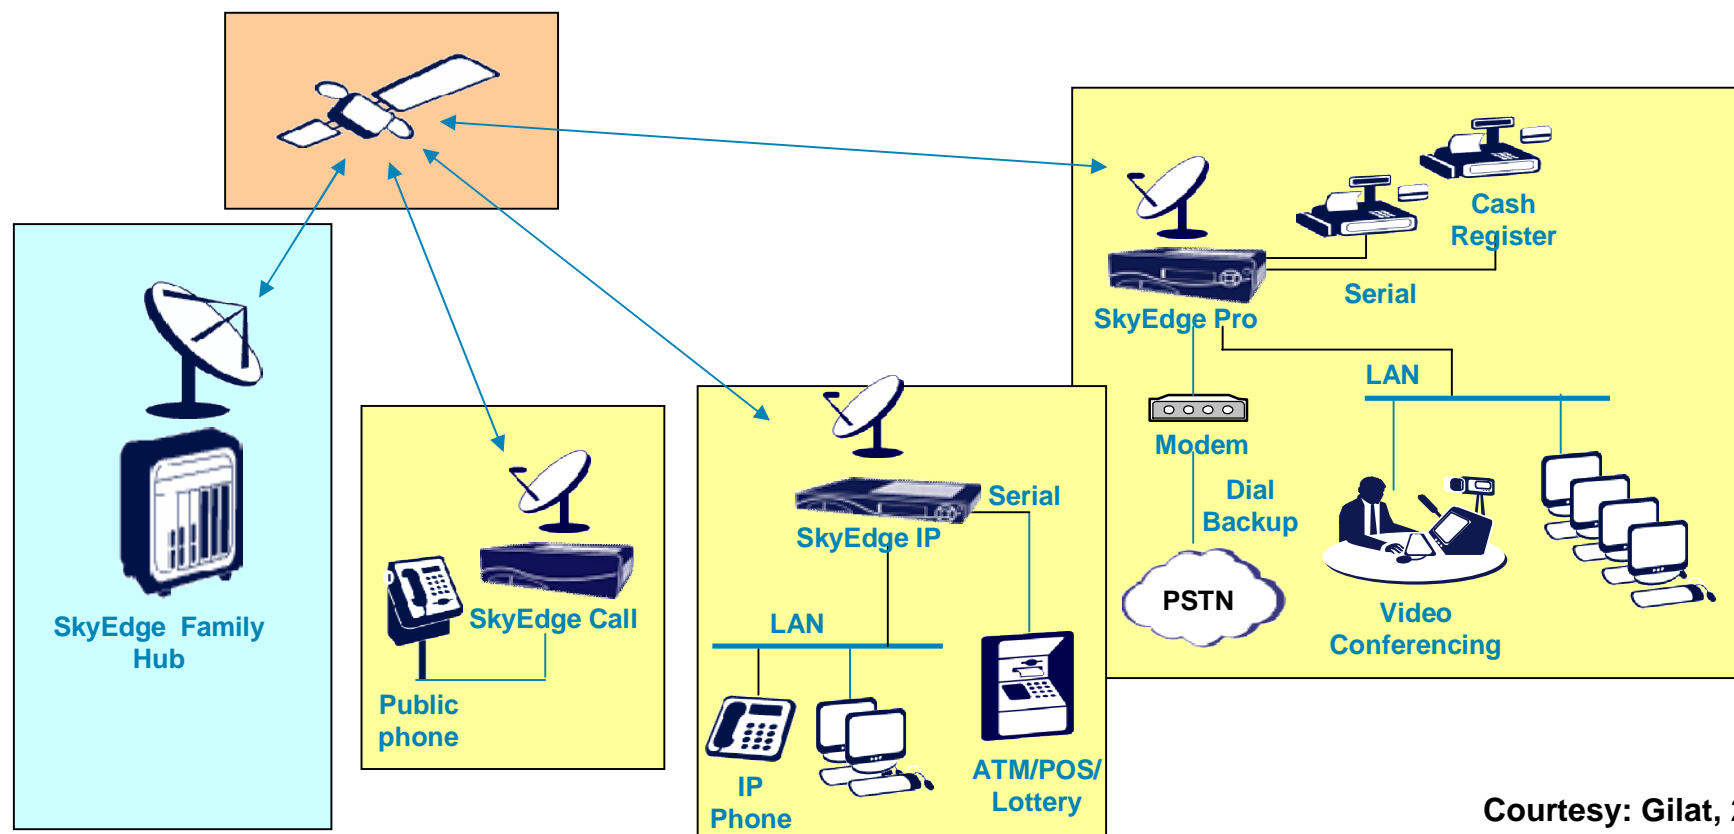 SkyEdge Family
Hub
SkyEdge Call
Public
phone
Serial
SkyEdge IP
LAN
IP
Phone
ATM/POS/
Lottery
Cash
Register
Serial
SkyEdge Pro
LAN
Modem
Dial
Backup
PSTN
Video
Conferencing
Courtesy: Gilat,